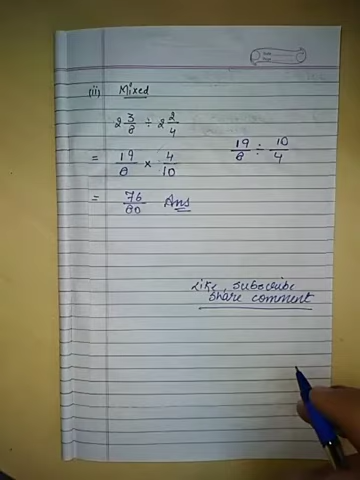 (ii) Mixed
2 3/8 ÷ 2 2/4
19/8 ÷ 10/4
= 19/8 × 4/10
= 76/80 Ans
Like, subscribe
Share comment